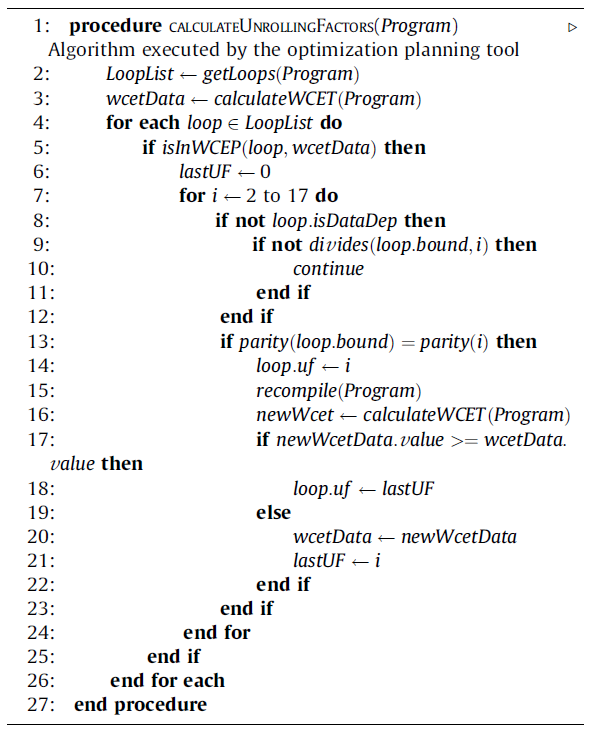 1: procedure CALCULATEUNROLLINGFACTORS(Program) ▷
Algorithm executed by the optimization planning tool
2: LoopList ← getLoops(Program)
3: wcetData ← calculateWCET(Program)
4: for each loop ∈ LoopList do
5: if isInWCEP(loop, wcetData) then
6: lastUF ← 0
7: for i ← 2 to 17 do
8: if not loop.isDataDep then
9: if not divides(loop.bound, i) then
10: continue
11: end if
12: end if
13: if parity(loop.bound) = parity(i) then
14: loop.uf ← i
15: recompile(Program)
16: newWcet ← calculateWCET(Program)
17: if newWcetData.value >= wcetData.
value then
18: loop.uf ← lastUF
19: else
20: wcetData ← newWcetData
21: lastUF ← i
22: end if
23: end if
24: end for
25: end if
26: end for each
27: end procedure